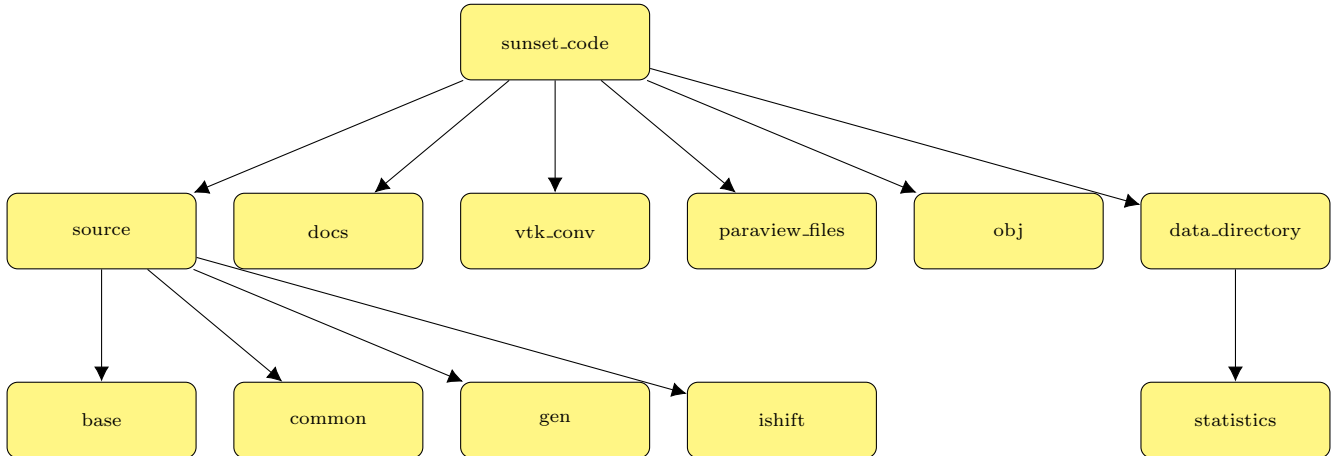 sunset_code
source
docs
vtk_conv
paraview_files
obj
data_directory
base
common
gen
ishift
statistics